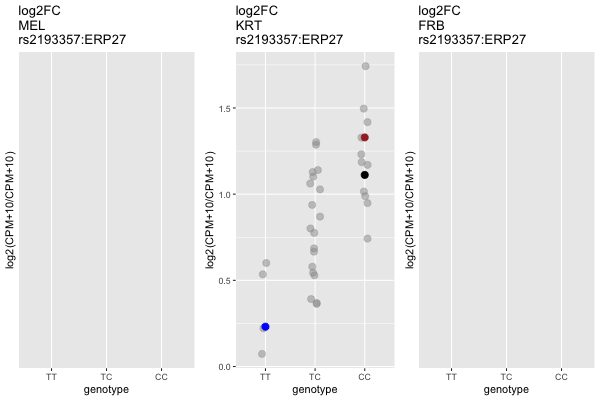 log2FC
MEL
rs2193357:ERP27
log2(CPM+10/CPM+10)
TT TC CC
genotype
log2FC
KRT
rs2193357:ERP27
log2(CPM+10/CPM+10)
1.5
1.0
0.5
0.0
TT TC CC
genotype
log2FC
FRB
rs2193357:ERP27
log2(CPM+10/CPM+10)
TT TC CC
genotype